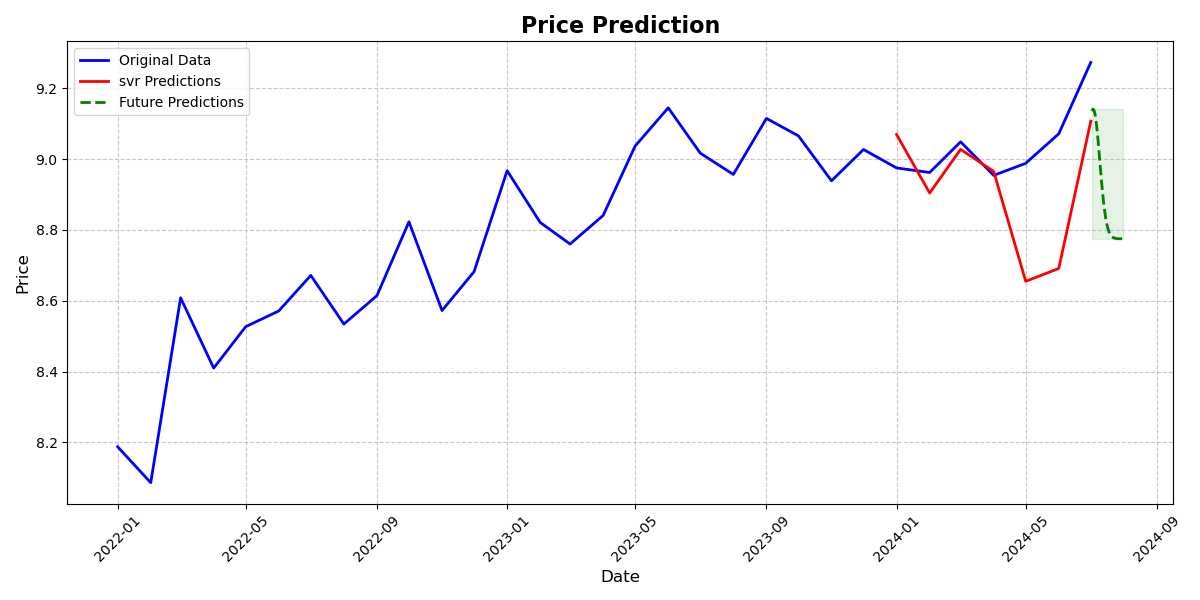 Price Prediction
Original Data
svr Predictions
Future Predictions
Price
9.2
9.0
8.8
8.6
8.4
8.2
2022-01
2022-05
2022-09
2023-01
2023-05
2023-09
2024-01
2024-05
2024-09
Date